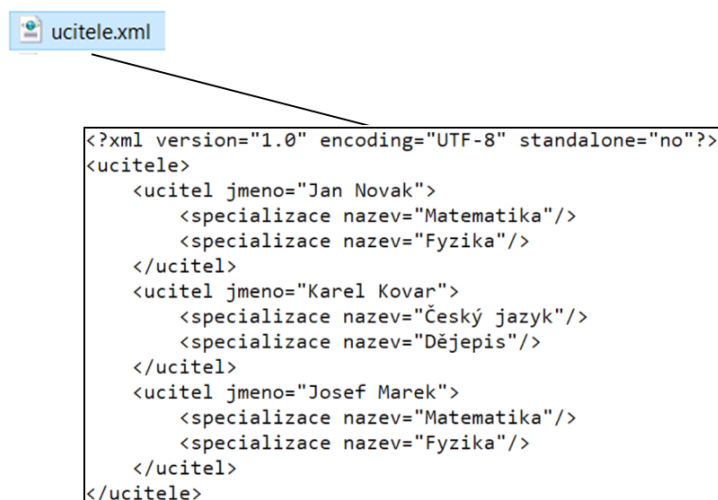 ucitele.xml
<?xml version="1.0" encoding="UTF-8" standalone="no"?>
<ucitele>
    <ucitel jmeno="Jan Novak">
        <specializace nazev="Matematika"/>
        <specializace nazev="Fyzika"/>
    </ucitel>
    <ucitel jmeno="Karel Kovar">
        <specializace nazev="Český jazyk"/>
        <specializace nazev="Dějepis"/>
    </ucitel>
    <ucitel jmeno="Josef Marek">
        <specializace nazev="Matematika"/>
        <specializace nazev="Fyzika"/>
    </ucitel>
</ucitele>